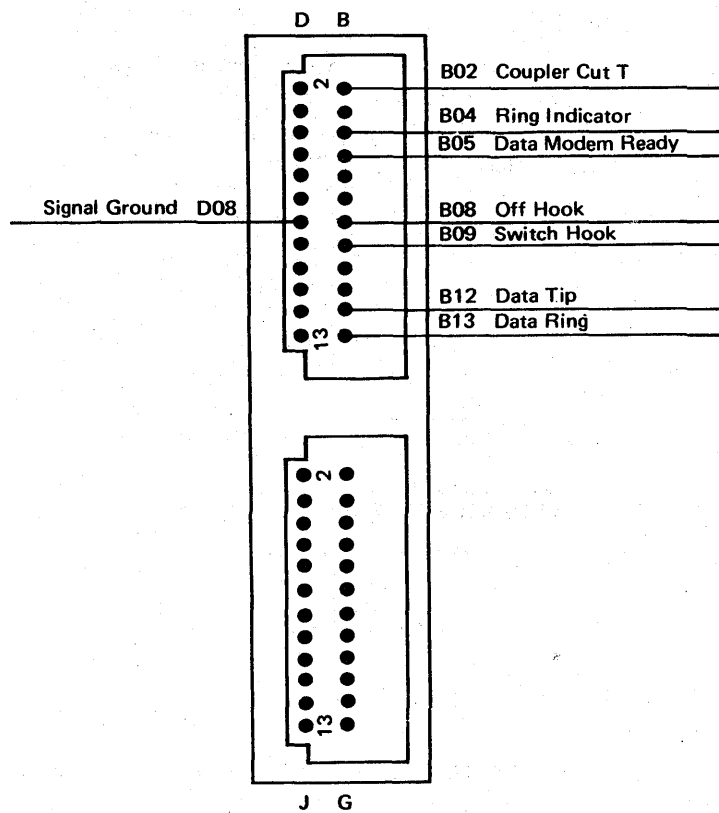 D B
2
B02 Coupler Cut T
B04 Ring Indicator
B05 Data Modem Ready
Signal Ground D08
B08 Off Hook
B09 Switch Hook
B12 Data Tip
B13 Data Ring
13
2
13
J G